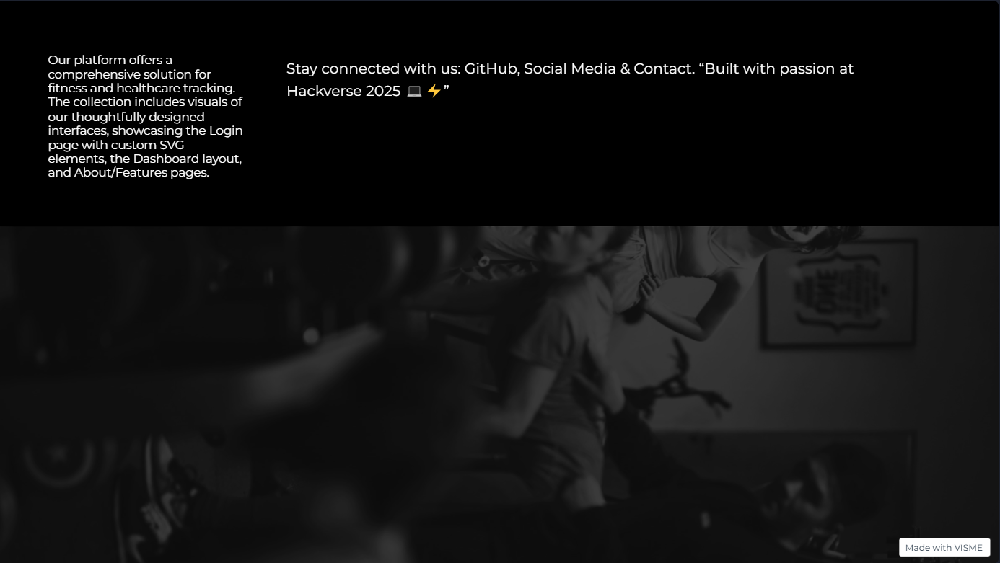 Our platform offers a
comprehensive solution for
fitness and healthcare tracking.
The collection includes visuals of
our thoughtfully designed
interfaces, showcasing the Login
page with custom SVG
elements, the Dashboard layout,
and About/Features pages.
Stay connected with us: GitHub, Social Media & Contact. “Built with passion at
Hackverse 2025 💻 ⚡”
ONE
Made with VISME